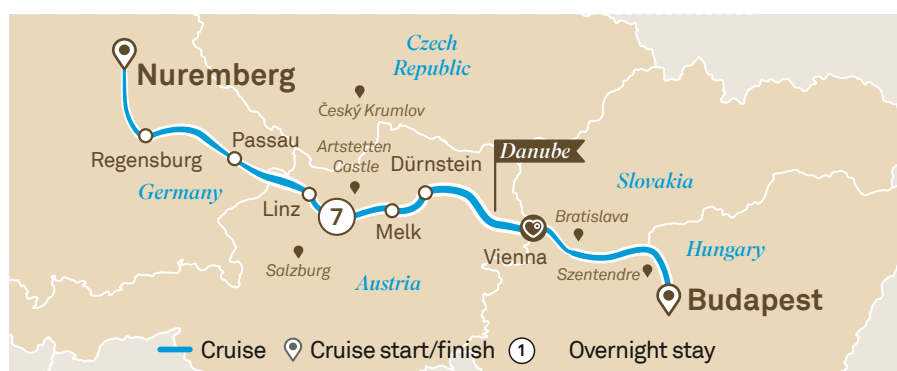 Czech
Republic
Nuremberg
Český Krumlov
Passau
Artstetten
Castle
Regensburg
Dürnstein
Danube
Germany
Slovakia
Linz
7
Melk
Bratislava
Vienna
Hungary
Salzburg
Szentendre
Austria
Budapest
Cruise
Cruise start/finish
1
Overnight stay